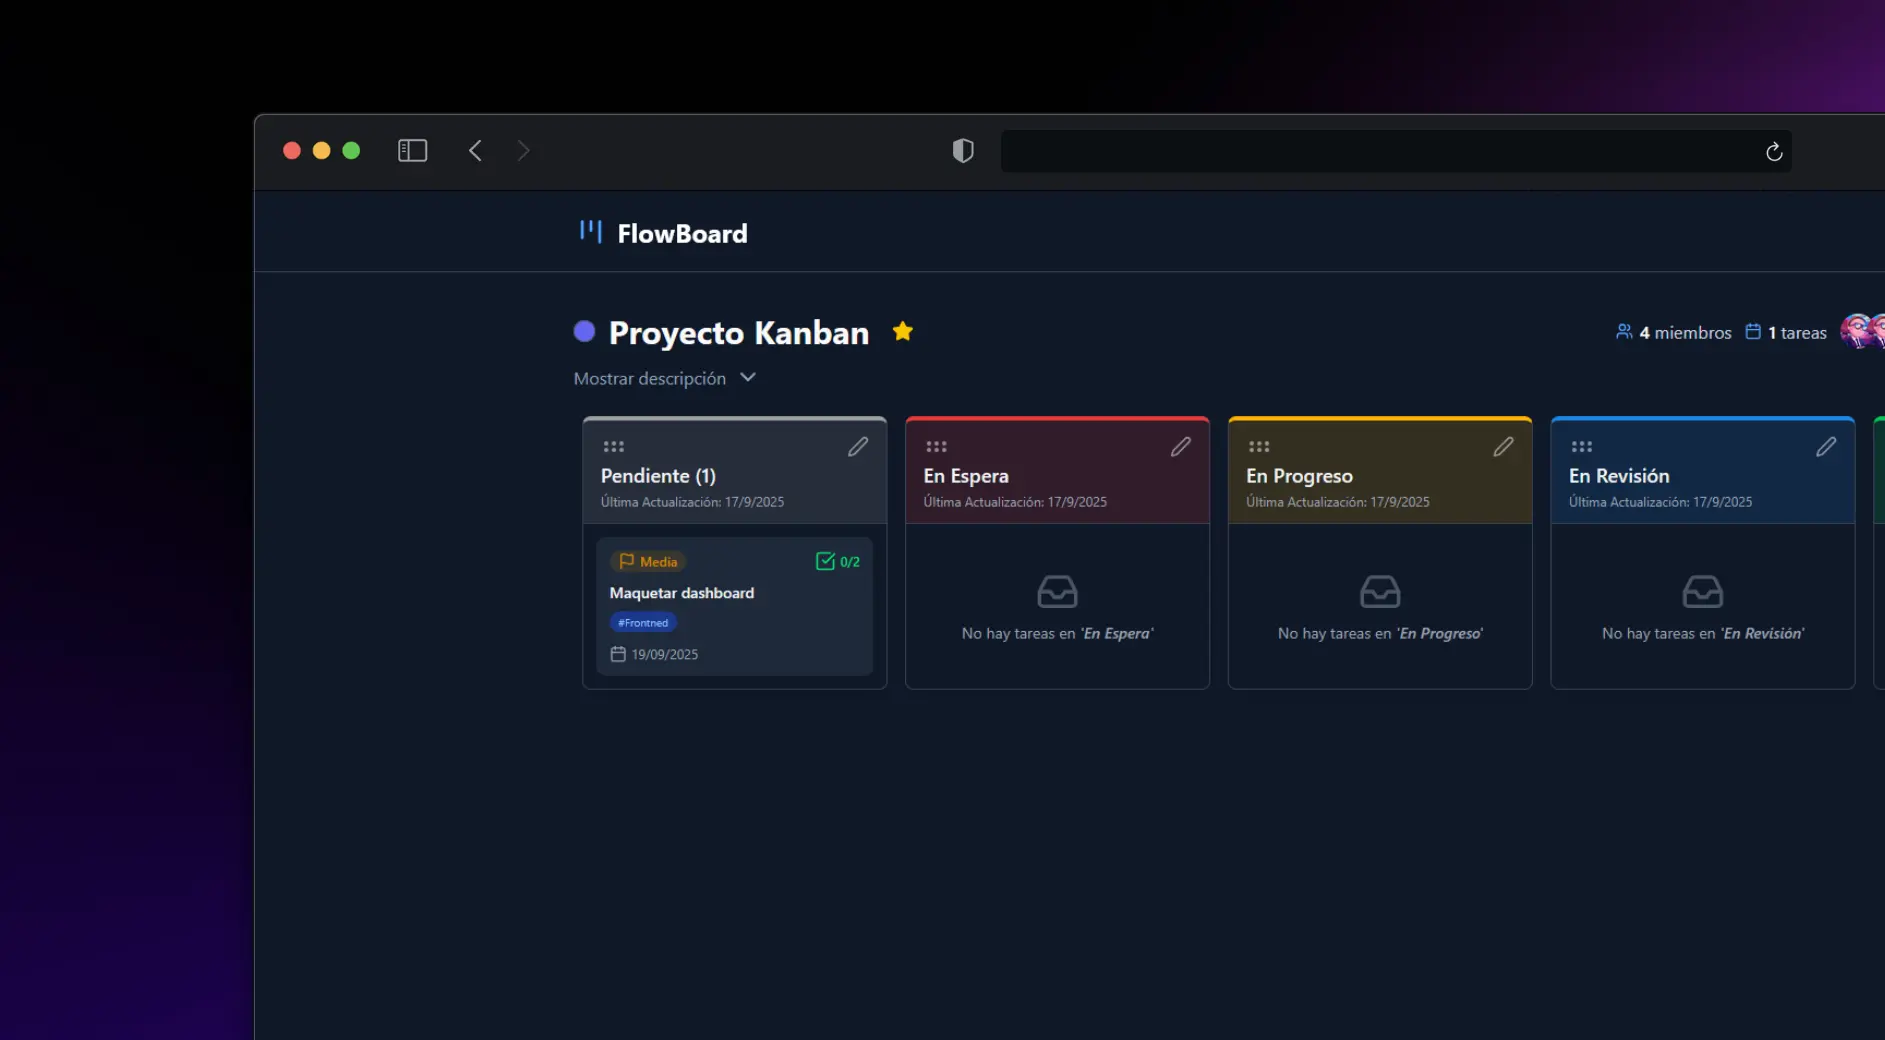 FlowBoard
Proyecto Kanban
4 miembros 1 tareas
Mostrar descripción
Pendiente (1)
Última Actualización: 17/9/2025
Media 0/2
Maquetar dashboard
#Frontned
19/09/2025
En Espera
Última Actualización: 17/9/2025
No hay tareas en 'En Espera'
En Progreso
Última Actualización: 17/9/2025
No hay tareas en 'En Progreso'
En Revisión
Última Actualización: 17/9/2025
No hay tareas en 'En Revisión'